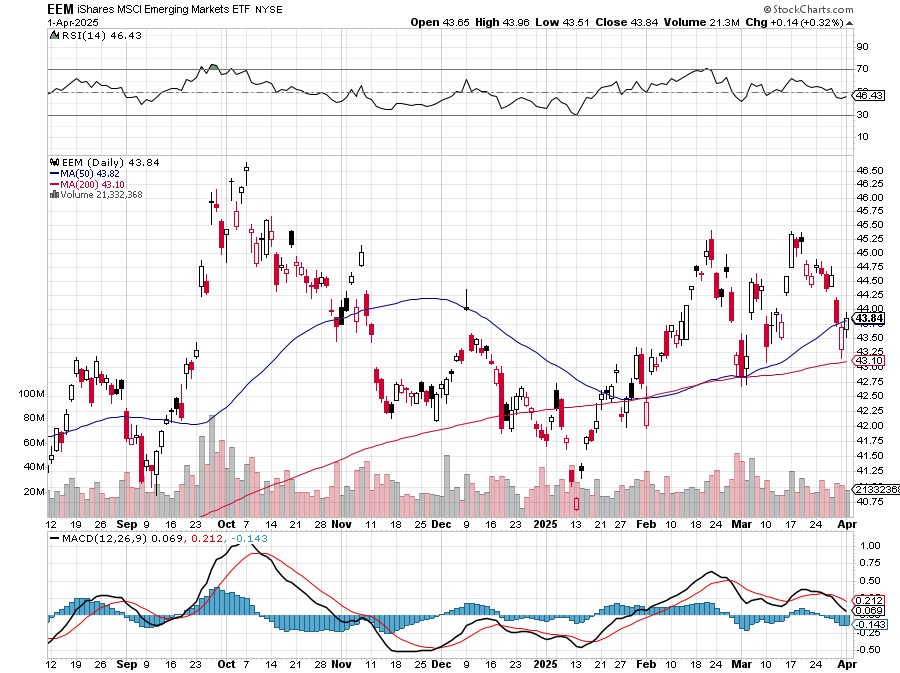 EEM iShares MSCI Emerging Markets ETF NYSE
© StockCharts.com
1-Apr-2025
Open 43.65 High 43.96 Low 43.51 Close 43.84 Volume 21.3M Chg +0.14 (+0.32%)
RSI(14) 46.43
90
70
50
46.43
30
10
EEM (Daily) 43.84
MA(50) 43.82
MA(200) 43.10
Volume 21,332,368
46.50
46.25
46.00
45.75
45.50
45.25
45.00
44.75
44.50
44.25
44.00
43.84
43.75
43.50
43.25
43.10
43.00
42.75
42.50
42.25
42.00
41.75
41.50
41.25
21332368
40.75
100M
80M
60M
40M
20M
12 19 26 Sep 9 16 23 Oct 7 14 21 28 Nov 11 18 25 Dec 9 16 23 2025 13 21 27 Feb 10 18 24 Mar 10 17 24 Apr
MACD(12,26,9) 0.069, 0.212, -0.143
1.00
0.75
0.50
0.212
0.069
-0.143
-0.25
-0.50
12 19 26 Sep 9 16 23 Oct 7 14 21 28 Nov 11 18 25 Dec 9 16 23 2025 13 21 27 Feb 10 18 24 Mar 10 17 24 Apr